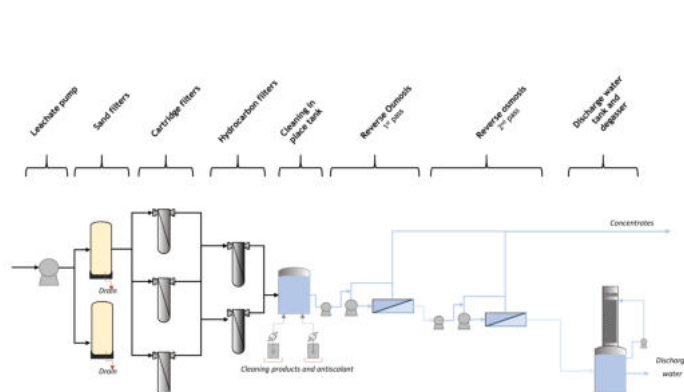 Leachate pump
Sand filters
Cartridge filters
Hydrocarbon filters
Cleaning in
place tank
Reverse Osmosis
1st pass
Reverse osmosis
2nd pass
Discharge water
tank and
degasser
Concentrates
Drain
Drain
Cleaning products and antiscalant
Discharg
water